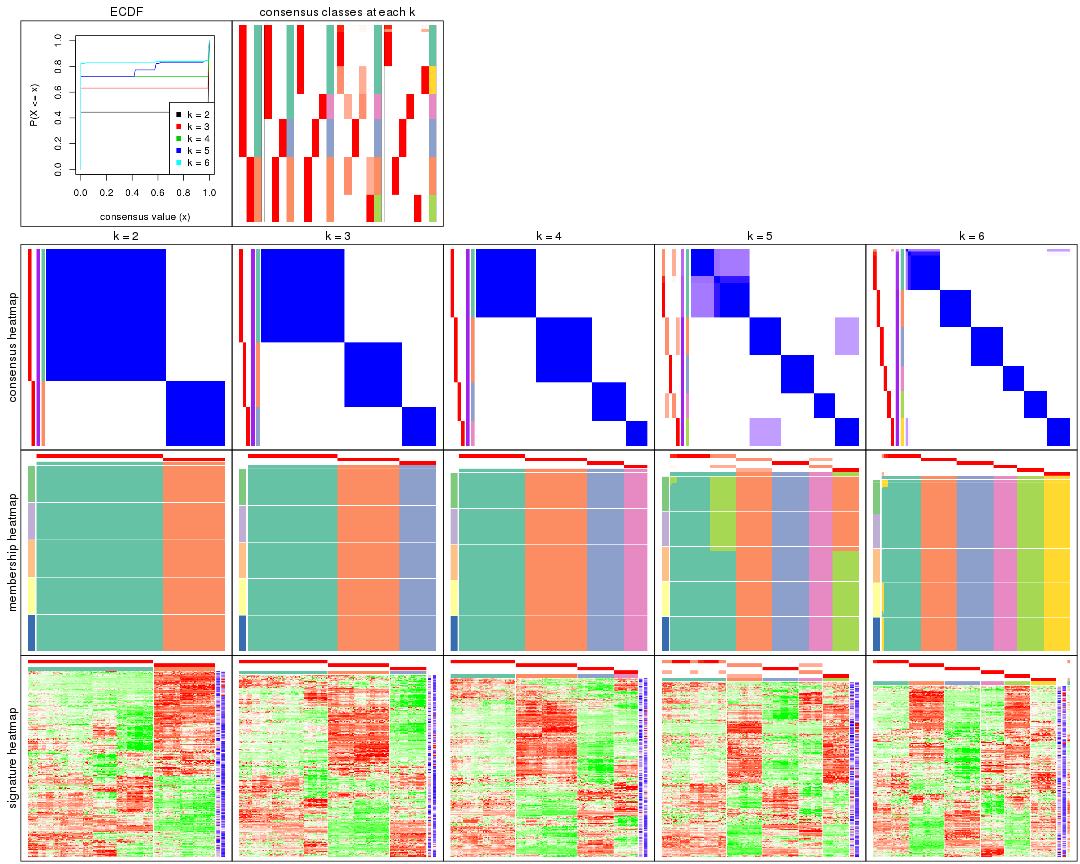 ECDF
consensus classes at each k
P(X <= x)
1.0
0.8
0.6
0.4
0.2
0.0
k = 2
k = 3
k = 4
k = 5
k = 6
0.0 0.2 0.4 0.6 0.8 1.0
consensus value (x)
k = 2
k = 3
k = 4
k = 5
k = 6
consensus heatmap
membership heatmap
signature heatmap